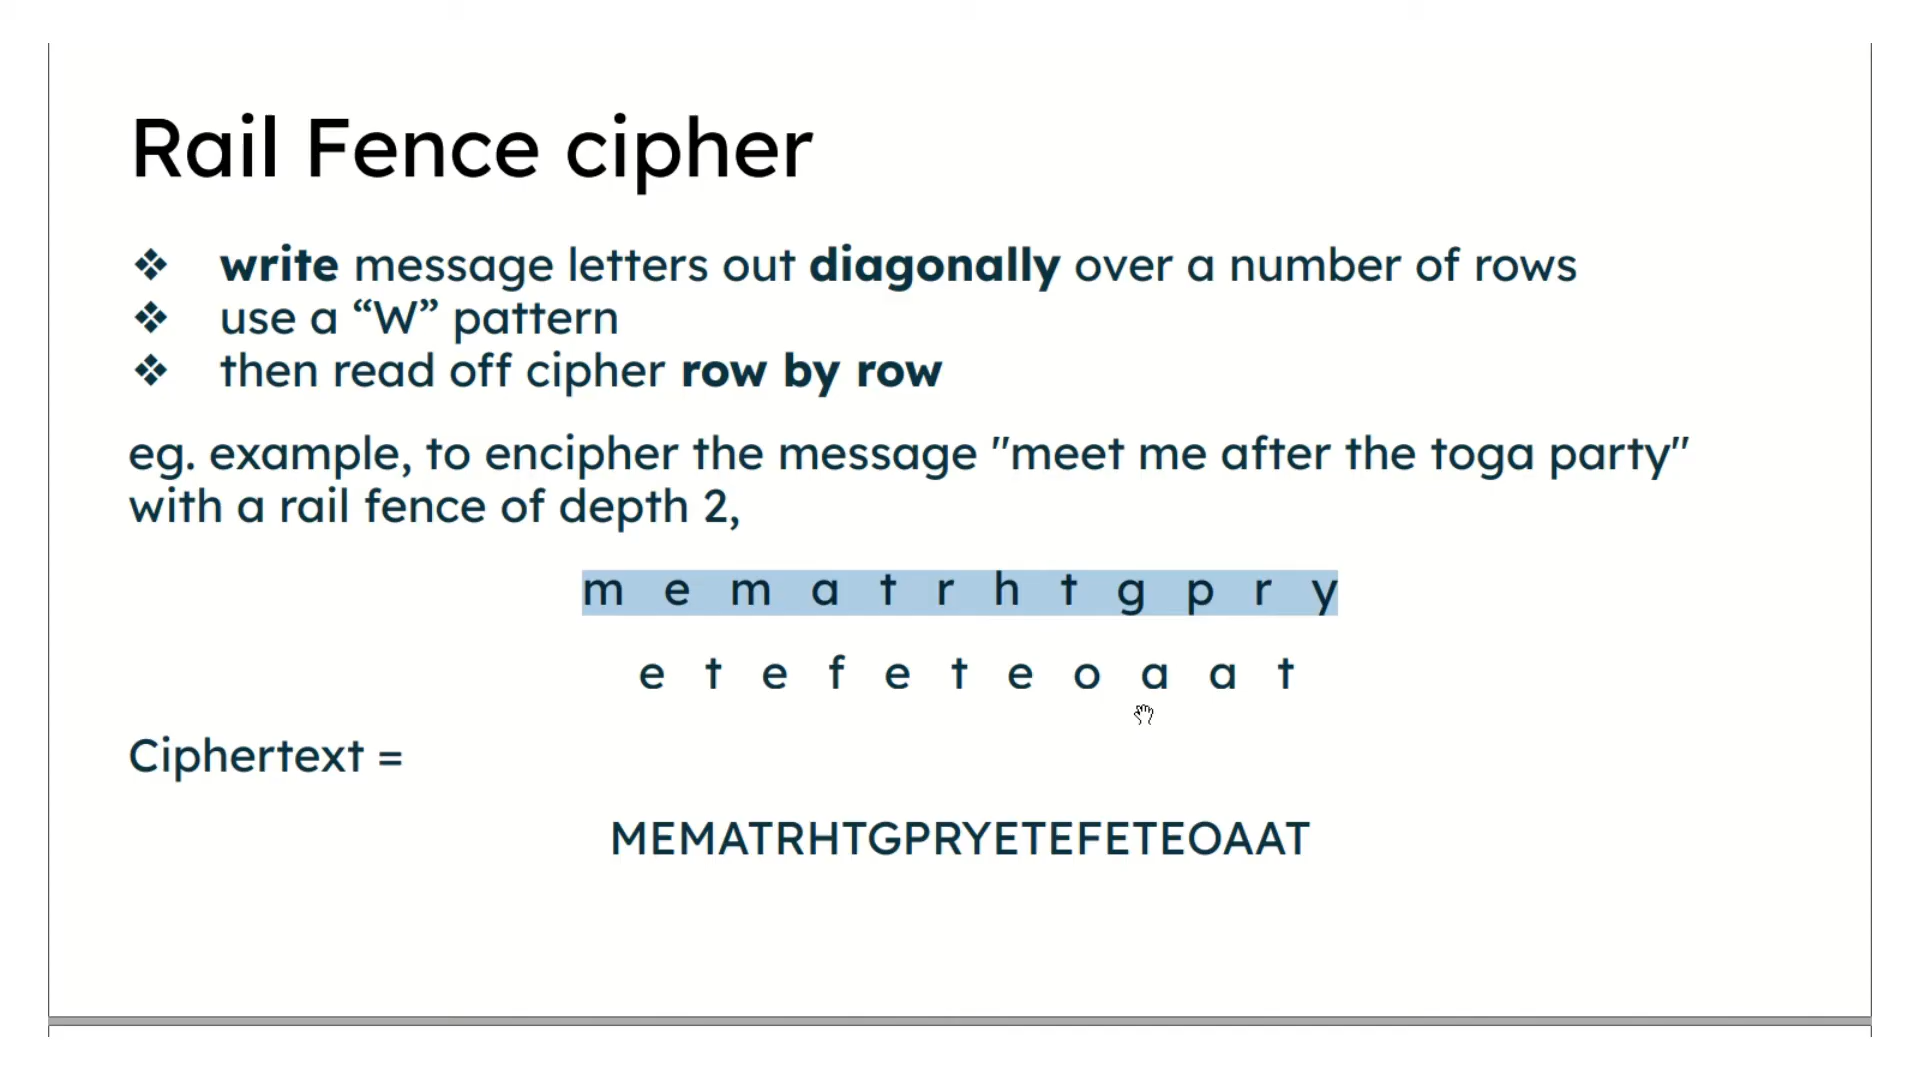 Rail Fence cipher
❖ write message letters out diagonally over a number of rows
❖ use a “W” pattern
❖ then read off cipher row by row
eg. example, to encipher the message "meet me after the toga party"
with a rail fence of depth 2,
m e m a t r h t g p r y
e t e f e t e o a a t
Ciphertext =
MEMATRHTGPRYETEFETEOAAT